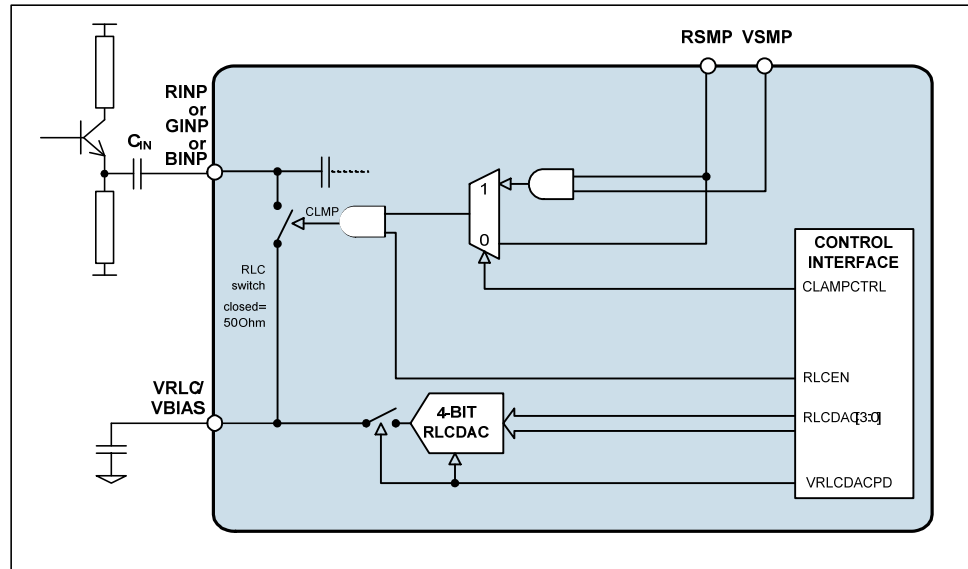 RSMP VSMP
RINP
or
GINP
or
BINP
CIN
1
0
CLMP
RLC
switch
closed=
50Ohm
CONTROL
INTERFACE
CLAMPCTRL
RLCEN
RLCDAC[3:0]
VRLCDACPD
VRLC/
VBIAS
4-BIT
RLCDAC